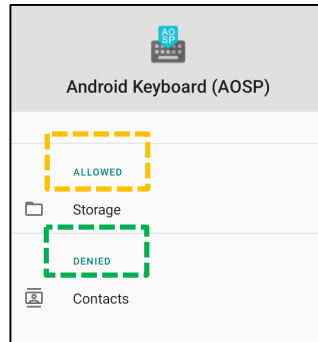 AO
SP
Android Keyboard (AOSP)
ALLOWED
Storage
DENIED
Contacts